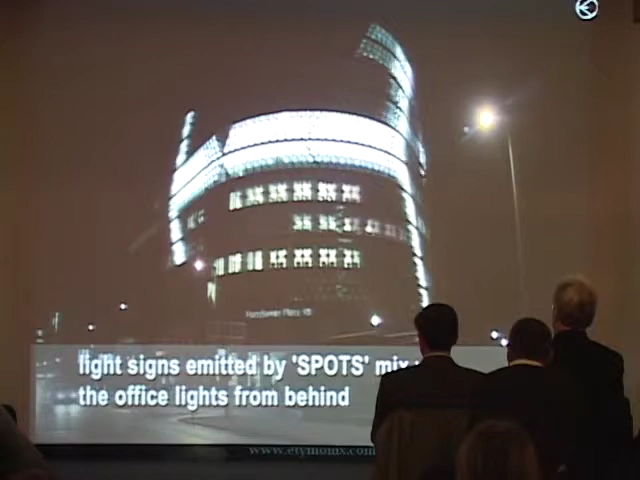 light signs emitted by 'SPOTS' mix
the office lights from behind